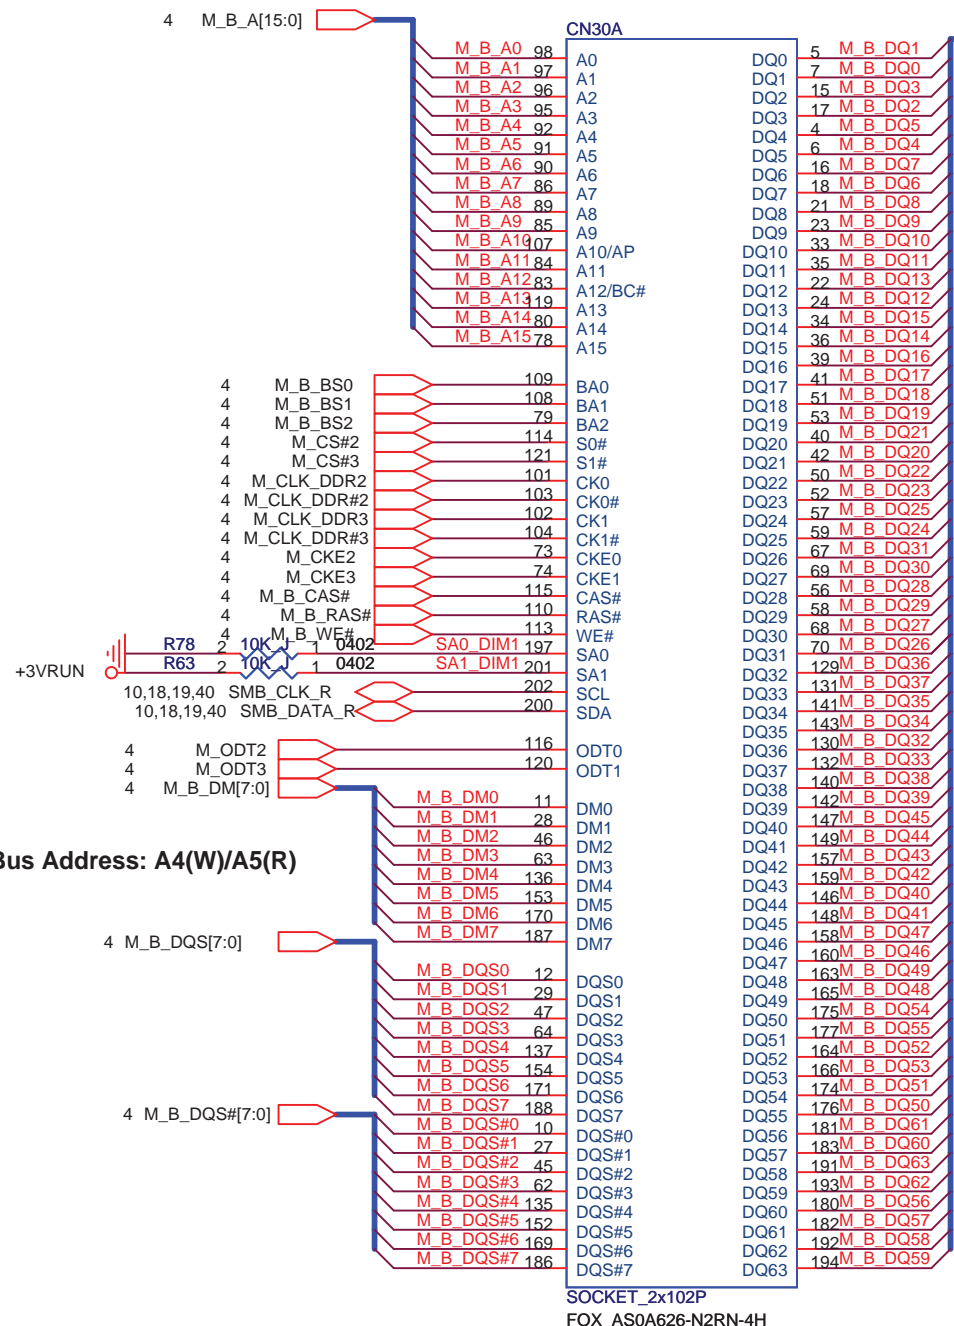 4 M_B_A[15:0]
CN30A
M_B_A0 98 A0 DQ0 5 M_B_DQ1
M_B_A1 97 A1 DQ1 7 M_B_DQ0
M_B_A2 96 A2 DQ2 15 M_B_DQ3
M_B_A3 95 A3 DQ3 17 M_B_DQ2
M_B_A4 92 A4 DQ4 4 M_B_DQ5
M_B_A5 91 A5 DQ5 6 M_B_DQ4
M_B_A6 90 A6 DQ6 16 M_B_DQ7
M_B_A7 86 A7 DQ7 18 M_B_DQ6
M_B_A8 89 A8 DQ8 21 M_B_DQ8
M_B_A9 85 A9 DQ9 23 M_B_DQ9
M_B_A10 107 A10/AP DQ10 33 M_B_DQ10
M_B_A11 84 A11 DQ11 35 M_B_DQ11
M_B_A12 83 A12/BC# DQ12 22 M_B_DQ13
M_B_A13 119 A13 DQ13 24 M_B_DQ12
M_B_A14 80 A14 DQ14 34 M_B_DQ15
M_B_A15 78 A15 DQ15 36 M_B_DQ14
DQ16 39 M_B_DQ16
4 M_B_BS0 109 BA0 DQ17 41 M_B_DQ17
4 M_B_BS1 108 BA1 DQ18 51 M_B_DQ18
4 M_B_BS2 79 BA2 DQ19 53 M_B_DQ19
4 M_CS#2 114 S0# DQ20 40 M_B_DQ21
4 M_CS#3 121 S1# DQ21 42 M_B_DQ20
4 M_CLK_DDR2 101 CK0 DQ22 50 M_B_DQ22
4 M_CLK_DDR#2 103 CK0# DQ23 52 M_B_DQ23
4 M_CLK_DDR3 102 CK1 DQ24 57 M_B_DQ25
4 M_CLK_DDR#3 104 CK1# DQ25 59 M_B_DQ24
4 M_CKE2 73 CKE0 DQ26 67 M_B_DQ31
4 M_CKE3 74 CKE1 DQ27 69 M_B_DQ30
4 M_B_CAS# 115 CAS# DQ28 56 M_B_DQ28
4 M_B_RAS# 110 RAS# DQ29 58 M_B_DQ29
4 M_B_WE# 113 WE# DQ30 68 M_B_DQ27
R78 2 10K_J 1 0402 SA0_DIM1 197 SA0 DQ31 70 M_B_DQ26
+3VRUN R63 2 10K_J 1 0402 SA1_DIM1 201 SA1 DQ32 129 M_B_DQ36
10,18,19,40 SMB_CLK_R 202 SCL DQ33 131 M_B_DQ37
10,18,19,40 SMB_DATA_R 200 SDA DQ34 141 M_B_DQ35
DQ35 143 M_B_DQ34
4 M_ODT2 116 ODT0 DQ36 130 M_B_DQ32
4 M_ODT3 120 ODT1 DQ37 132 M_B_DQ33
4 M_B_DM[7:0] DQ38 140 M_B_DQ38
M_B_DM0 11 DM0 DQ39 142 M_B_DQ39
M_B_DM1 28 DM1 DQ40 147 M_B_DQ45
M_B_DM2 46 DM2 DQ41 149 M_B_DQ44
Bus Address: A4(W)/A5(R) M_B_DM3 63 DM3 DQ42 157 M_B_DQ43
M_B_DM4 136 DM4 DQ43 159 M_B_DQ42
M_B_DM5 153 DM5 DQ44 146 M_B_DQ40
M_B_DM6 170 DM6 DQ45 148 M_B_DQ41
M_B_DM7 187 DM7 DQ46 158 M_B_DQ47
4 M_B_DQS[7:0] DQ47 160 M_B_DQ46
M_B_DQS0 12 DQS0 DQ48 163 M_B_DQ49
M_B_DQS1 29 DQS1 DQ49 165 M_B_DQ48
M_B_DQS2 47 DQS2 DQ50 175 M_B_DQ54
M_B_DQS3 64 DQS3 DQ51 177 M_B_DQ55
M_B_DQS4 137 DQS4 DQ52 164 M_B_DQ52
M_B_DQS5 154 DQS5 DQ53 166 M_B_DQ53
M_B_DQS6 171 DQS6 DQ54 174 M_B_DQ51
M_B_DQS7 188 DQS7 DQ55 176 M_B_DQ50
4 M_B_DQS#[7:0] M_B_DQS#0 10 DQS#0 DQ56 181 M_B_DQ61
M_B_DQS#1 27 DQS#1 DQ57 183 M_B_DQ60
M_B_DQS#2 45 DQS#2 DQ58 191 M_B_DQ63
M_B_DQS#3 62 DQS#3 DQ59 193 M_B_DQ62
M_B_DQS#4 135 DQS#4 DQ60 180 M_B_DQ56
M_B_DQS#5 152 DQS#5 DQ61 182 M_B_DQ57
M_B_DQS#6 169 DQS#6 DQ62 192 M_B_DQ58
M_B_DQS#7 186 DQS#7 DQ63 194 M_B_DQ59
SOCKET_2x102P
FOX_AS0A626-N2RN-4H